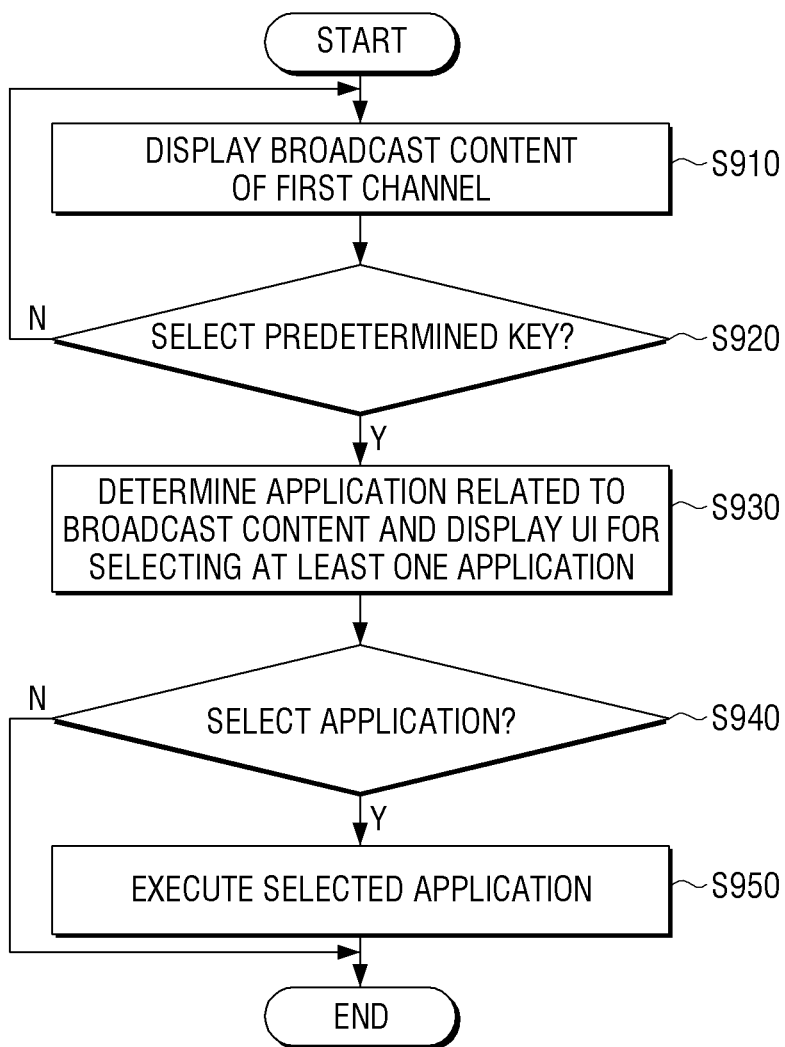 START
DISPLAY BROADCAST CONTENT
OF FIRST CHANNEL
S910
N
SELECT PREDETERMINED KEY?
S920
Y
DETERMINE APPLICATION RELATED TO
BROADCAST CONTENT AND DISPLAY UI FOR
SELECTING AT LEAST ONE APPLICATION
S930
N
SELECT APPLICATION?
S940
Y
EXECUTE SELECTED APPLICATION
S950
END